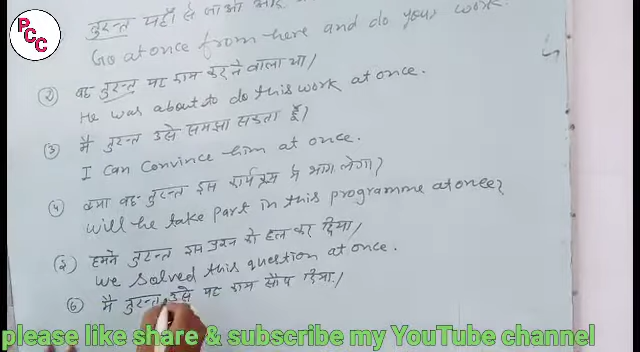 PCC
तुरन्त यहाँ से जाओ और
Go at once from here and do your work.
(2) वह तुरन्त यह काम करने वाला था/
He was about to do this work at once.
(3) मैं तुरन्त उसे समझा सकता हूँ/
I can convince him at once.
(4) क्या वह तुरन्त इस कार्यक्रम मे भाग लेगा?
Will he take part in this programme at once?
(5) हमने तुरन्त इस प्रश्न को हल कर दिया/
We solved this question at once.
(6) मैं तुरन्त उसे यह काम सौंप दिया/
please like share & subscribe my YouTube channel